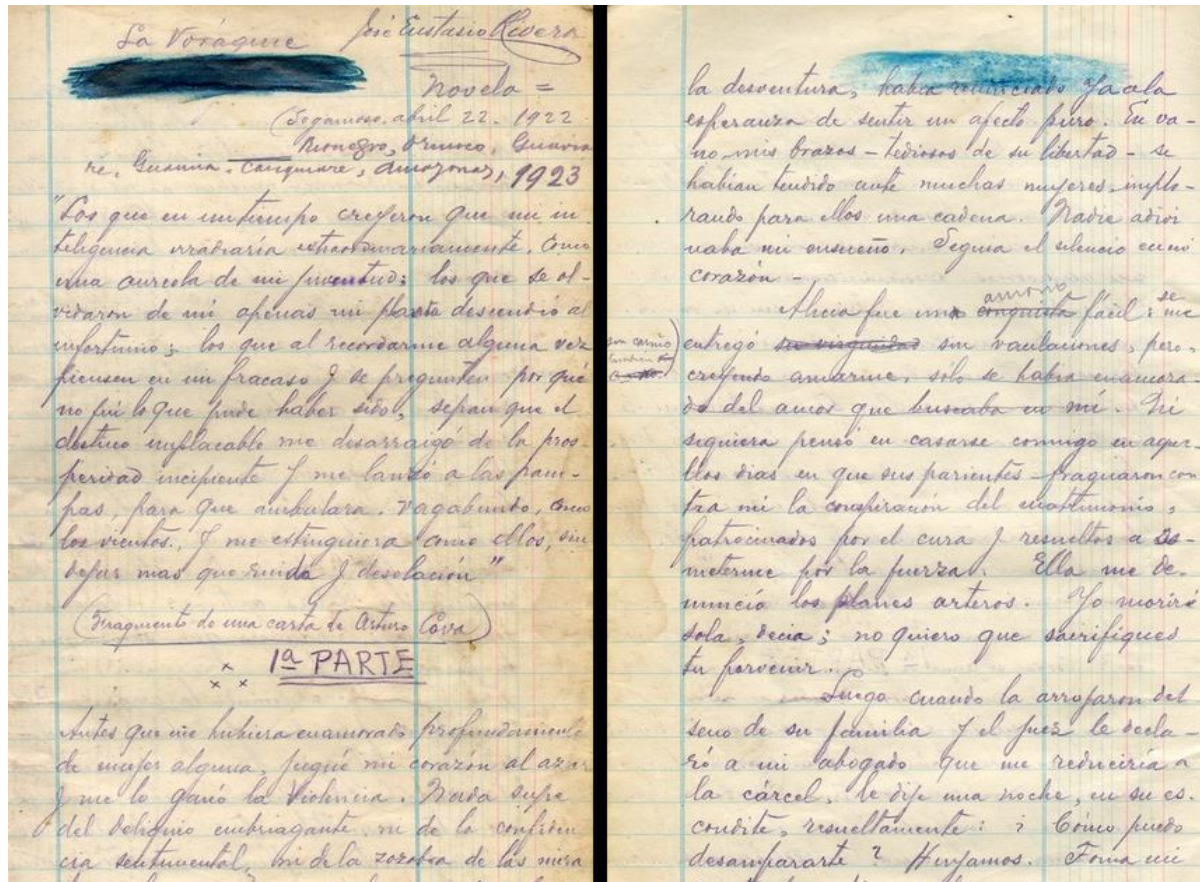 La Vorágine José Eustasio Rivera
Novela =
(Sogamoso, abril 22. 1922
Rionegro, Orinoco, Guavia
re, Guainía, Casiquiare, Amazonas, 1923
"Los que en un tiempo creyeron que mi in
teligencia irradiaría extraordinariamente, como
una aureola de mi juventud; los que se ol-
vidaron de mí apenas mi planta descendió al
infortunio; los que al recordarme alguna vez
piensen en mi fracaso y se pregunten por qué
no fuí lo que pude haber sido, sepan que el
destino implacable me desarraigó de la pros
peridad incipiente y me lanzó a las pam-
pas, para que ambulara, vagabundo, como
los vientos, y me extinguiera como ellos, sin
dejar mas que ruido y desolación"
(Fragmento de una carta de Arturo Cova)
1ª PARTE
Antes que me hubiera enamorado profundamente
de mujer alguna, jugué mi corazón al azar
y me lo ganó la Violencia. Nada supe
del deliquio embriagante, ni de la confiden
cia sentimental, ni de la zozobra de las mira
la desventura, había renunciado ya a la
esperanza de sentir un afecto puro. En va-
no mis brazos - tediosos de su libertad - se
habían tendido ante muchas mujeres, implo-
rando para ellos una cadena. Nadie adivi
naba mi ensueño. Seguía el silencio en mi
corazón -
amorío
Alicia fue una conquista fácil: se me
entregó sin vacilaciones, pero
creyendo amarme, sólo se había enamora
do del amor que buscaba en mí. Ni
siquiera pensó en casarse conmigo en aque-
llos días en que sus parientes fraguaron con
tra mí la conspiración del matrimonio,
patrocinados por el cura y resueltos a so-
meterme por la fuerza. Ella me de-
nunció los planes arteros. Yo moriré
sola, decía; no quiero que sacrifiques
tu porvenir.
Luego cuando la arrojaron del
seno de su familia y el juez le decla-
ró a mi abogado que me reduciría a
la cárcel, le dije una noche, en su es-
condite, resueltamente: ¿Cómo puedo
desampararte? Huyamos. Toma mi